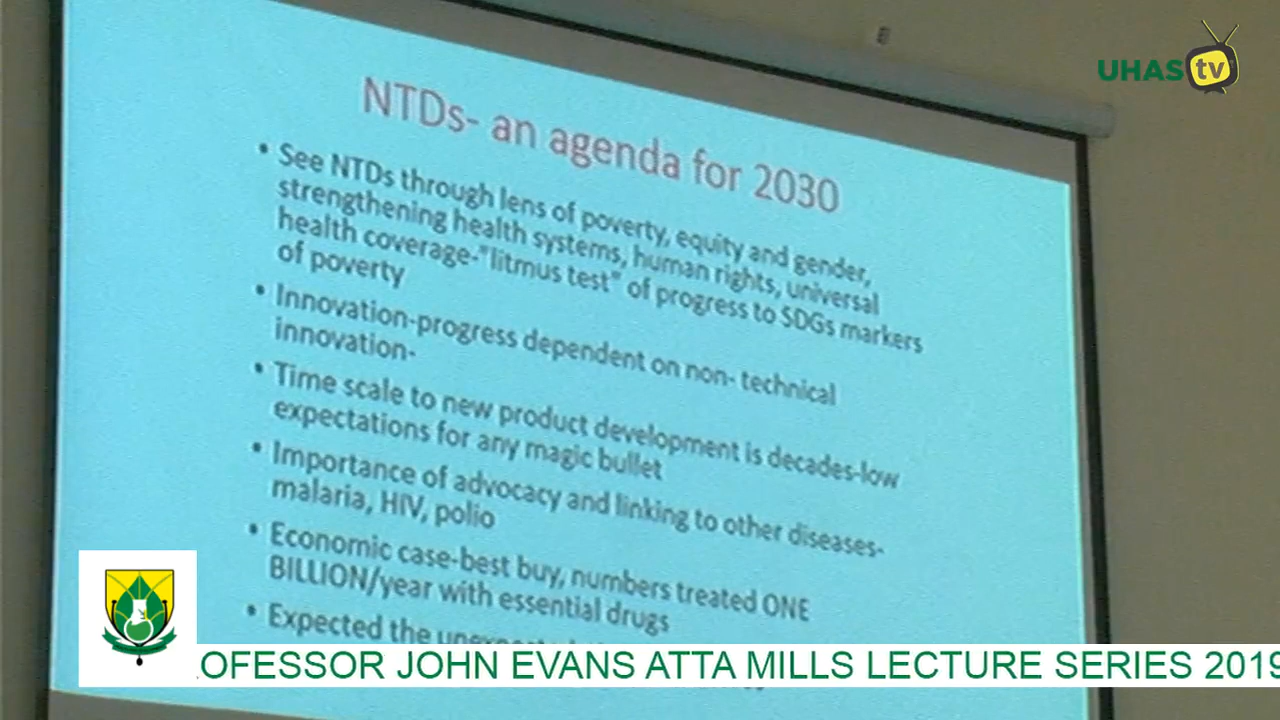 UHAS tv
NTDs- an agenda for 2030
• See NTDs through lens of poverty, equity and gender,
strengthening health systems, human rights, universal
health coverage-"litmus test" of progress to SDGs markers
of poverty
• Innovation-progress dependent on non- technical
innovation-
• Time scale to new product development is decades-low
expectations for any magic bullet
• Importance of advocacy and linking to other diseases-
malaria, HIV, polio
• Economic case-best buy, numbers treated ONE
BILLION/year with essential drugs
• Expected the
OFESSOR JOHN EVANS ATTA MILLS LECTURE SERIES 2019